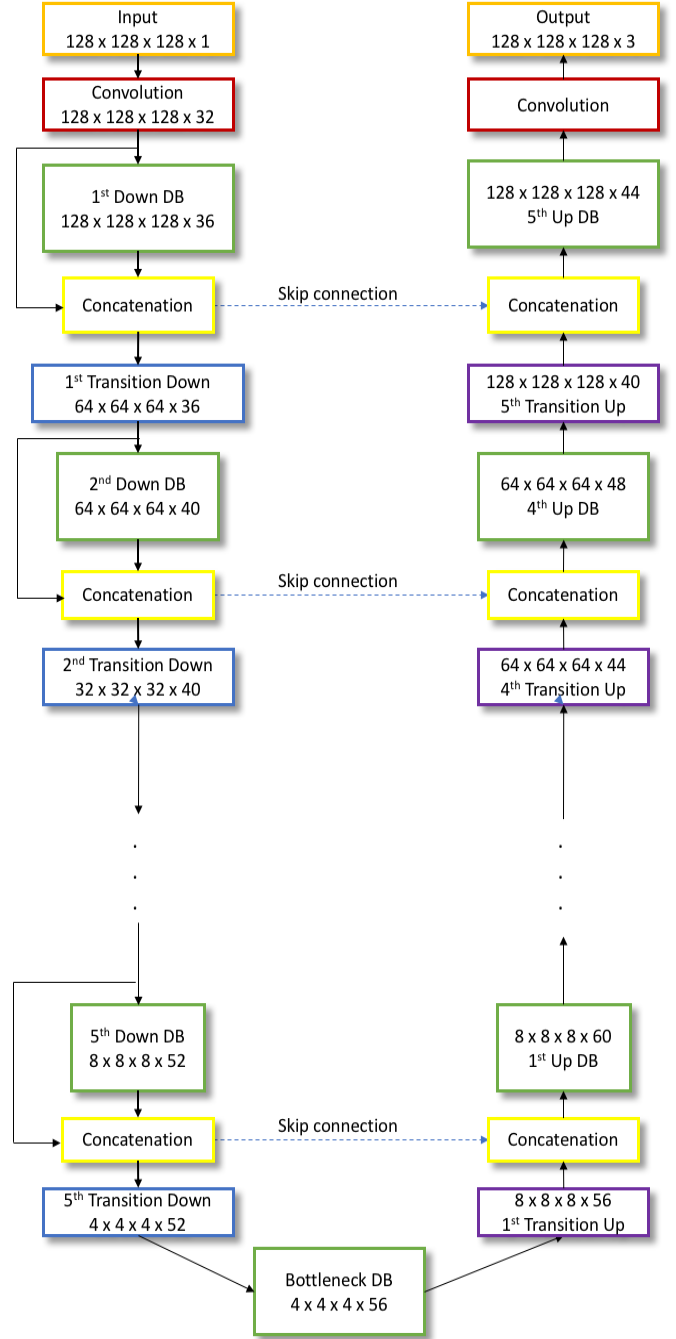 Input
128 x 128 x 128 x 1
Convolution
128 x 128 x 128 x 32
1st Down DB
128 x 128 x 128 x 36
Concatenation
1st Transition Down
64 x 64 x 64 x 36
2nd Down DB
64 x 64 x 64 x 40
Concatenation
2nd Transition Down
32 x 32 x 32 x 40
.
.
.
5th Down DB
8 x 8 x 8 x 52
Concatenation
5th Transition Down
4 x 4 x 4 x 52
Skip connection
Skip connection
Skip connection
Bottleneck DB
4 x 4 x 4 x 56
Output
128 x 128 x 128 x 3
Convolution
128 x 128 x 128 x 44
5th Up DB
Concatenation
128 x 128 x 128 x 40
5th Transition Up
64 x 64 x 64 x 48
4th Up DB
Concatenation
64 x 64 x 64 x 44
4th Transition Up
.
.
.
8 x 8 x 8 x 60
1st Up DB
Concatenation
8 x 8 x 8 x 56
1st Transition Up